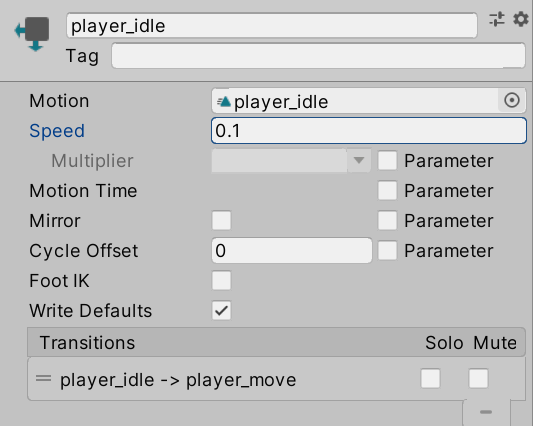 player_idle
Tag
Motion player_idle
Speed 0.1
Multiplier Parameter
Motion Time Parameter
Mirror Parameter
Cycle Offset 0 Parameter
Foot IK
Write Defaults
Transitions Solo Mute
player_idle -> player_move